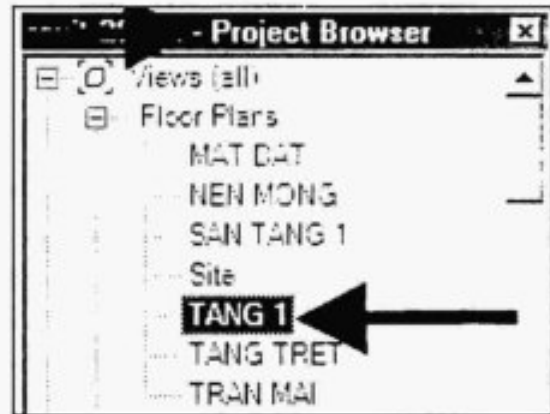 - Project Browser
Views (all)
Floor Plans
MAT DAT
NEN MONG
SAN TANG 1
Site
TANG 1
TANG TRET
TRAN MAI